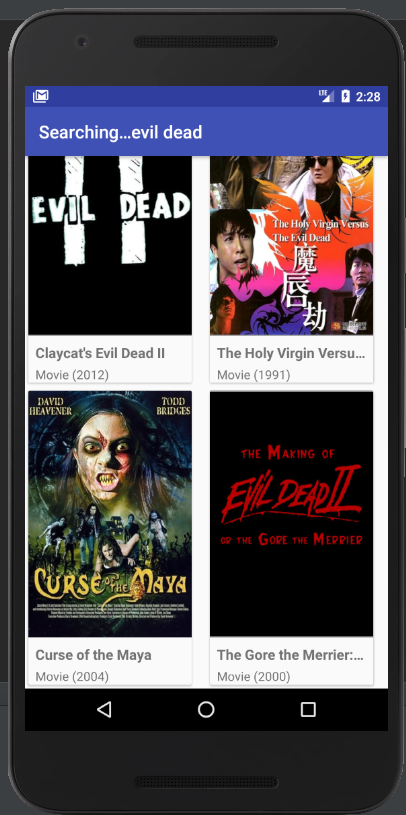 LTE 2:28
Searching…evil dead
II
EVIL DEAD
The Holy Virgin Versus
The Evil Dead
魔
唇
劫
Claycat's Evil Dead II
Movie (2012)
The Holy Virgin Versu…
Movie (1991)
DAVID HEAVENER
TODD BRIDGES
CURSE OF THE MAYA
THE MAKING OF
EVIL DEAD II
OR THE GORE THE MERRIER
Curse of the Maya
Movie (2004)
The Gore the Merrier:…
Movie (2000)